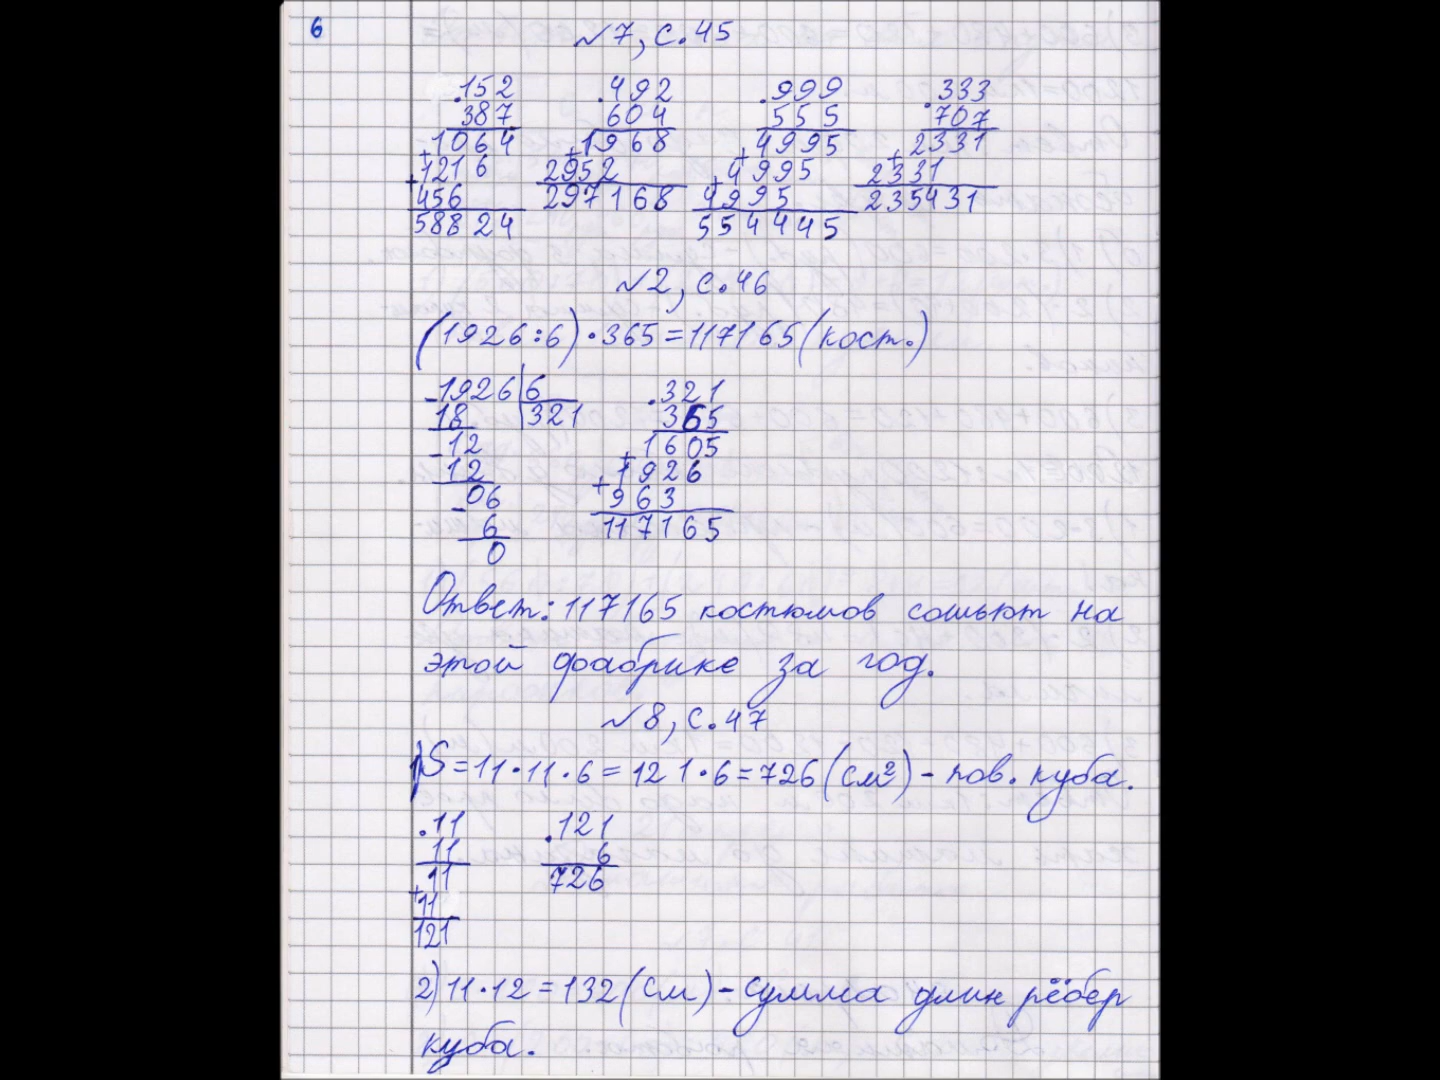 6
№7, с.45
.152 .492 .999 .333
387 604 555 707
1064 1968 4995 2331
+ + + +
1216 2952 4995 2331
+ +
456 297168 4995 235431
58824 554445
№2, с.46
(1926:6)·365=117165(кост.)
-1926|6 .321
18 |321 365
-12 1605
+
12 1926
+
-06 963
6 117165
0
Ответ: 117165 костюмов сошьют на
этой фабрике за год.
№8, с.47
1)S=11·11·6=121·6=726(см²)- пов. куба.
.11 .121
11 6
11 726
+
11
121
2)11·12=132(см)-сумма длин рёбер
куба.